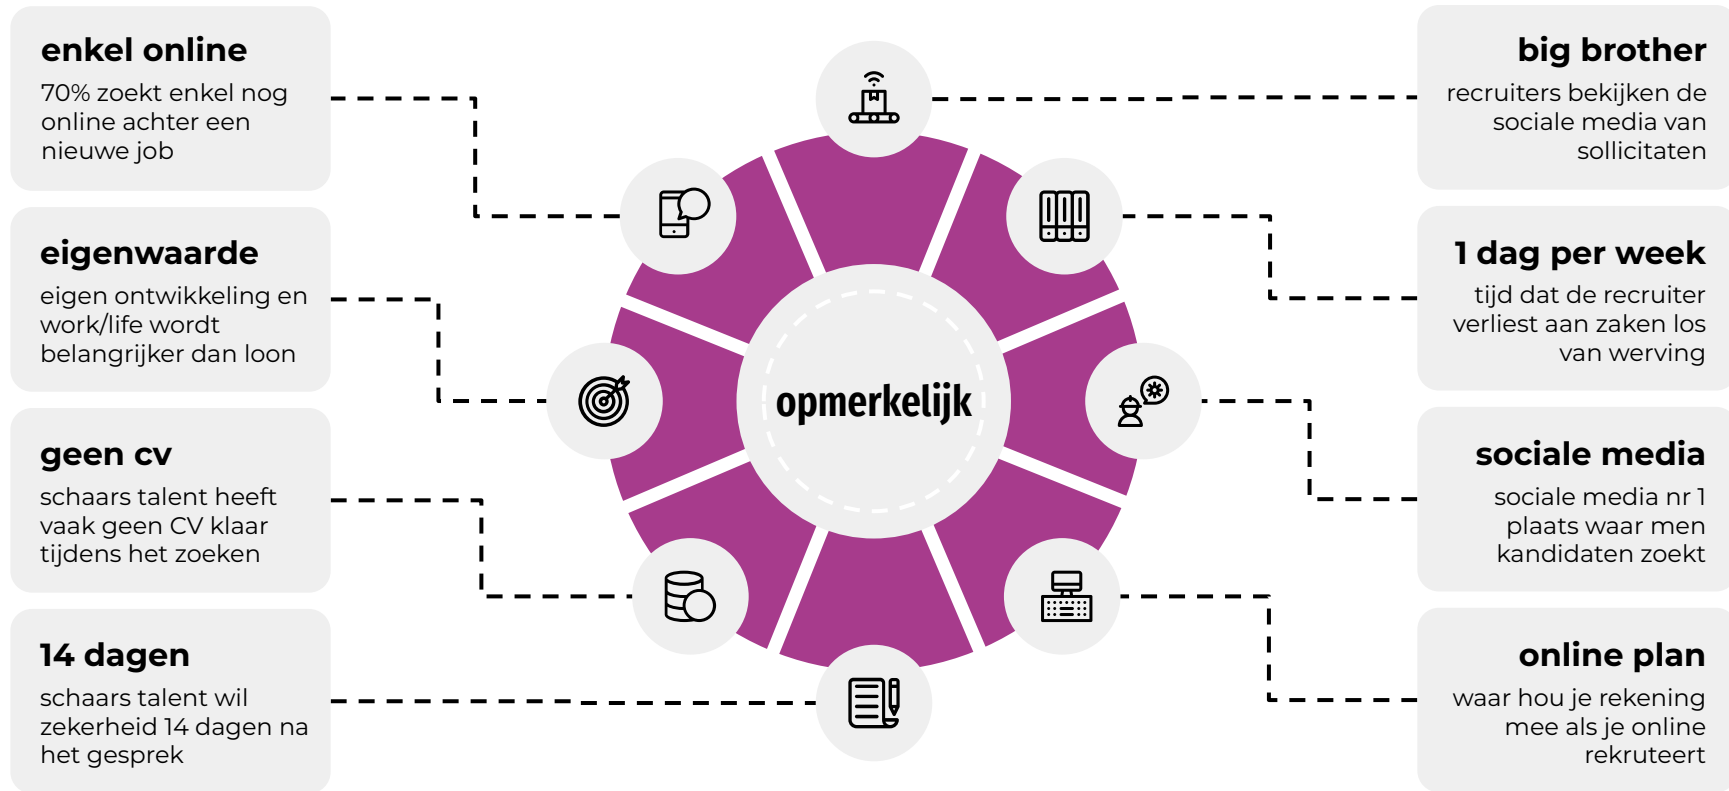 enkel online
70% zoekt enkel nog
online achter een
nieuwe job
eigenwaarde
eigen ontwikkeling en
work/life wordt
belangrijker dan loon
geen cv
schaars talent heeft
vaak geen CV klaar
tijdens het zoeken
14 dagen
schaars talent wil
zekerheid 14 dagen na
het gesprek
opmerkelijk
big brother
recruiters bekijken de
sociale media van
sollicitaten
1 dag per week
tijd dat de recruiter
verliest aan zaken los
van werving
sociale media
sociale media nr 1
plaats waar men
kandidaten zoekt
online plan
waar hou je rekening
mee als je online
rekruteert